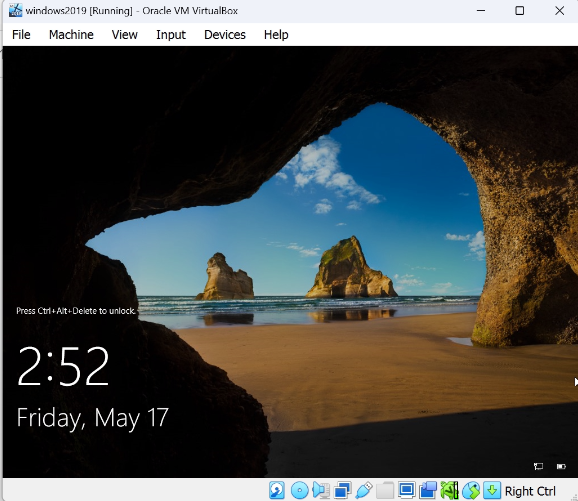 windows2019 [Running] - Oracle VM VirtualBox
File Machine View Input Devices Help
Press Ctrl+Alt+Delete to unlock.
2:52
Friday, May 17
Right Ctrl